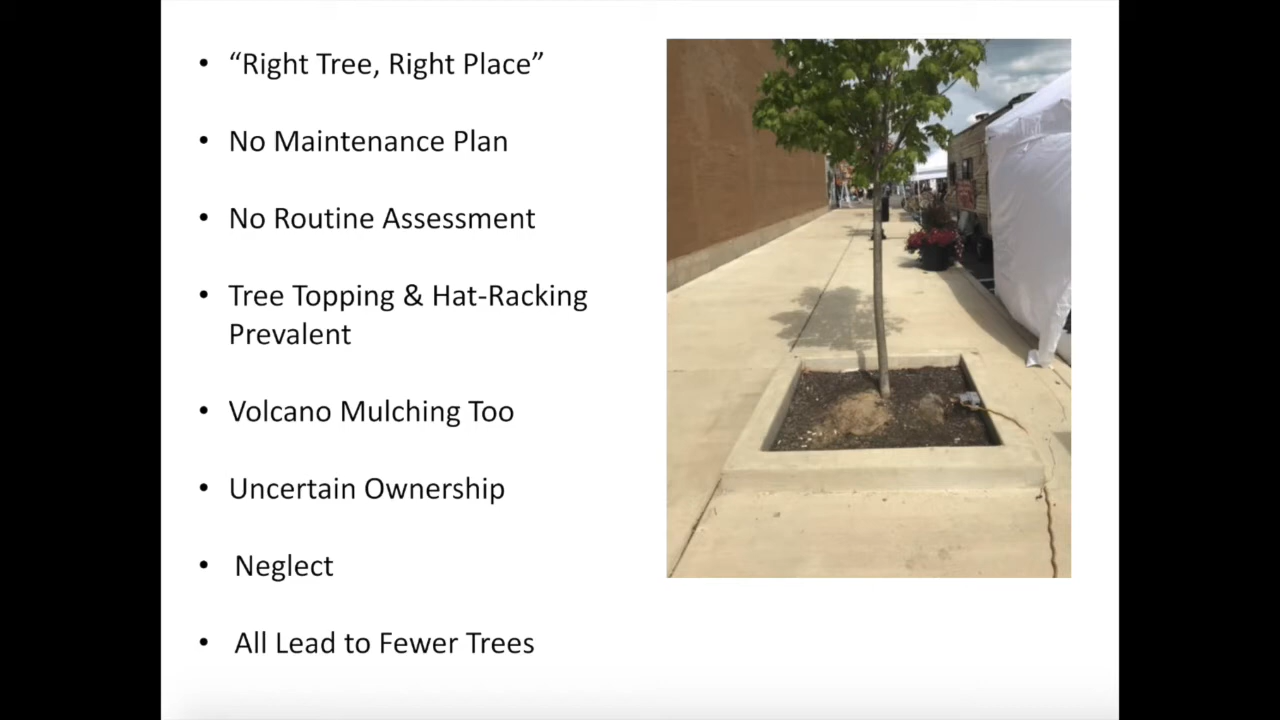 • “Right Tree, Right Place”
• No Maintenance Plan
• No Routine Assessment
• Tree Topping & Hat-Racking
Prevalent
• Volcano Mulching Too
• Uncertain Ownership
• Neglect
• All Lead to Fewer Trees